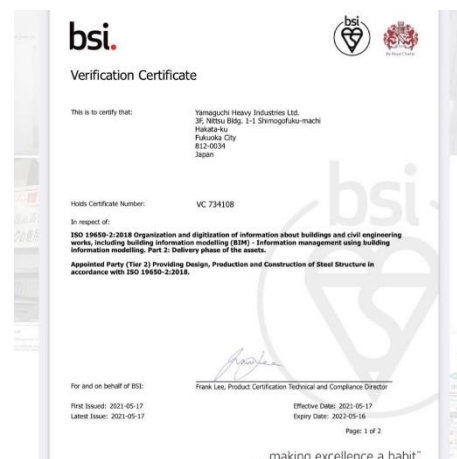 bsi.
bsi
By Royal Charter
Verification Certificate
This is to certify that:
Yamaguchi Heavy Industries Ltd.
3F, Nittsu Bldg. 1-1 Shimogofuku-machi
Hakata-ku
Fukuoka City
812-0034
Japan
Holds Certificate Number:
VC 734108
In respect of:
ISO 19650-2:2018 Organization and digitization of information about buildings and civil engineering
works, including building information modelling (BIM) - Information management using building
information modelling. Part 2: Delivery phase of the assets.
Appointed Party (Tier 2) Providing Design, Production and Construction of Steel Structure in
accordance with ISO 19650-2:2018.
bsi
For and on behalf of BSI:
Frank Lee, Product Certification Technical and Compliance Director
First Issued: 2021-05-17
Effective Date: 2021-05-17
Latest Issue: 2021-05-17
Expiry Date: 2022-05-16
Page: 1 of 2
making excellence a habit™